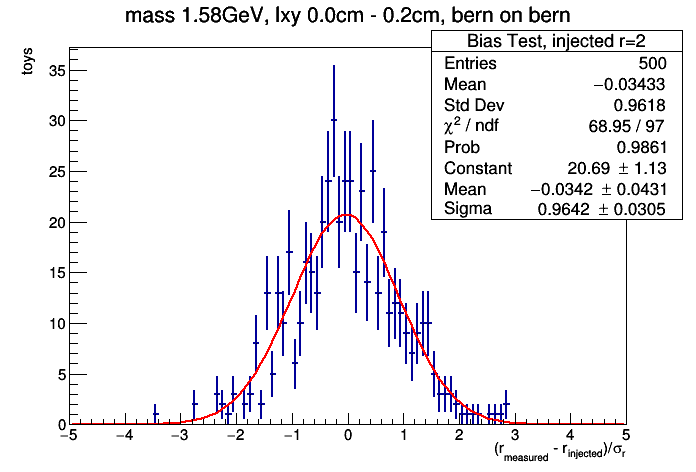 mass 1.58GeV, lxy 0.0cm - 0.2cm, bern on bern
Bias Test, injected r=2
Entries 500
Mean −0.03433
Std Dev 0.9618
χ² / ndf 68.95 / 97
Prob 0.9861
Constant 20.69 ± 1.13
Mean −0.0342 ± 0.0431
Sigma 0.9642 ± 0.0305
toys
35
30
25
20
15
10
5
0
−5 −4 −3 −2 −1 0 1 2 3 4 5
(r_measured - r_injected)/σ_r